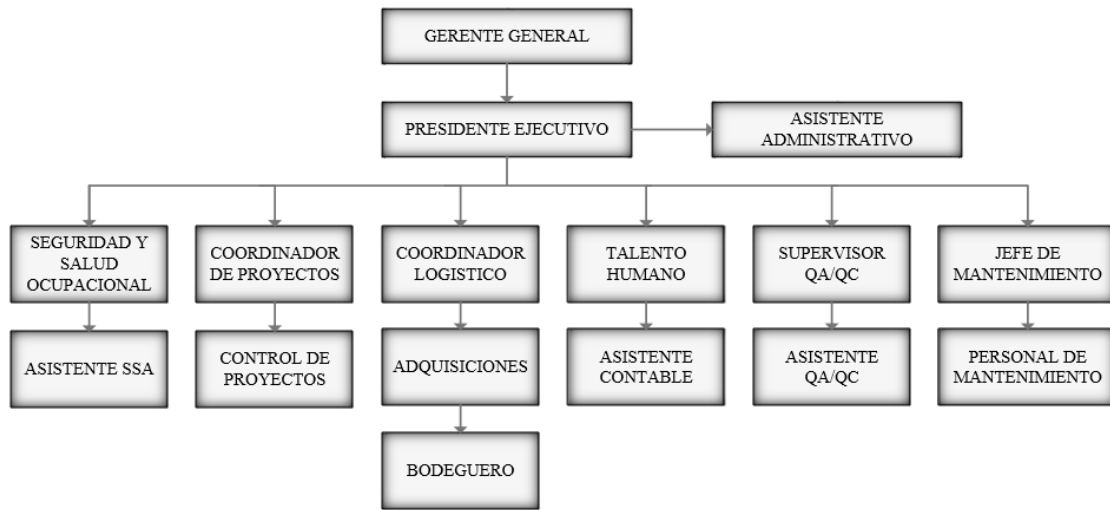 GERENTE GENERAL
PRESIDENTE EJECUTIVO
ASISTENTE
ADMINISTRATIVO
SEGURIDAD Y
SALUD
OCUPACIONAL
COORDINADOR
DE PROYECTOS
COORDINADOR
LOGISTICO
TALENTO
HUMANO
SUPERVISOR
QA/QC
JEFE DE
MANTENIMIENTO
ASISTENTE SSA
CONTROL DE
PROYECTOS
ADQUISICIONES
ASISTENTE
CONTABLE
ASISTENTE
QA/QC
PERSONAL DE
MANTENIMIENTO
BODEGUERO